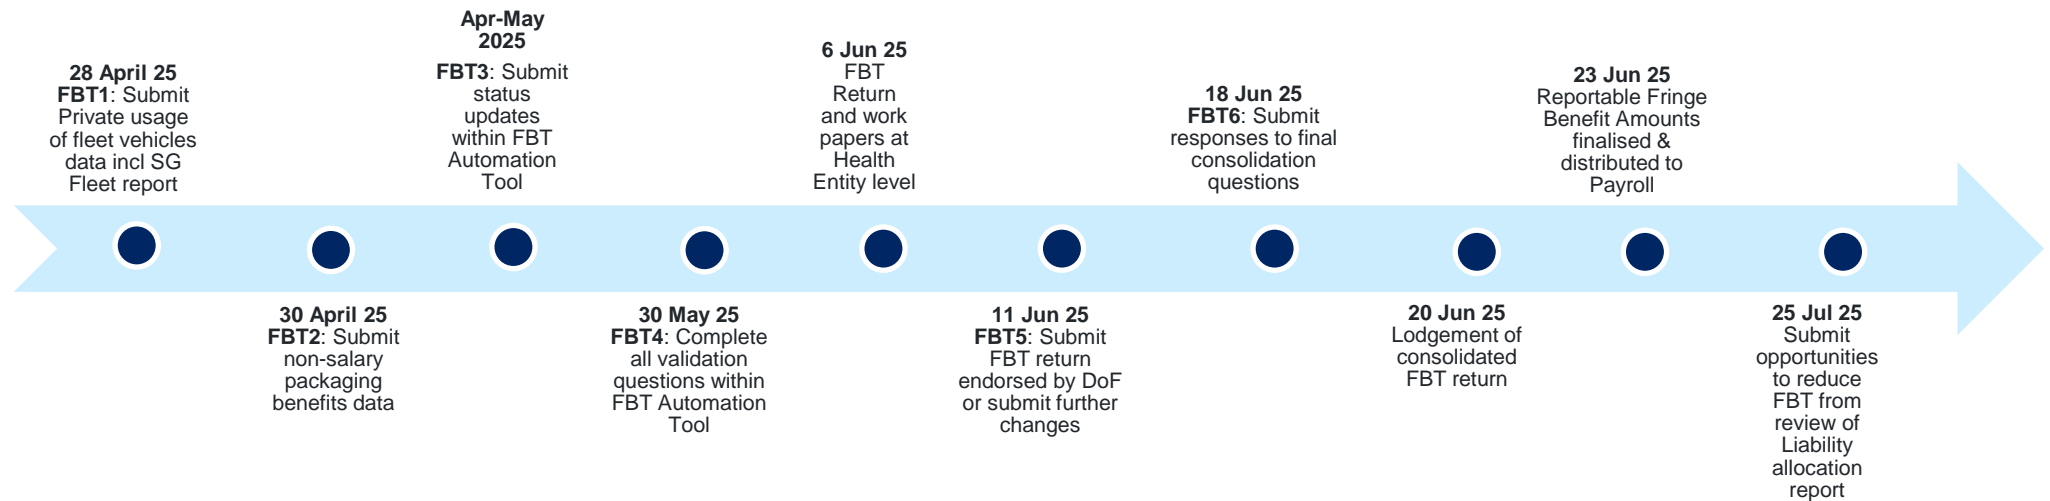 28 April 25
FBT1: Submit
Private usage
of fleet vehicles
data incl SG
Fleet report
30 April 25
FBT2: Submit
non-salary
packaging
benefits data
Apr-May
2025
FBT3: Submit
status
updates
within FBT
Automation
Tool
30 May 25
FBT4: Complete
all validation
questions within
FBT Automation
Tool
6 Jun 25
FBT
Return
and work
papers at
Health
Entity level
11 Jun 25
FBT5: Submit
FBT return
endorsed by DoF
or submit further
changes
18 Jun 25
FBT6: Submit
responses to final
consolidation
questions
20 Jun 25
Lodgement of
consolidated
FBT return
23 Jun 25
Reportable Fringe
Benefit Amounts
finalised &
distributed to
Payroll
25 Jul 25
Submit
opportunities
to reduce
FBT from
review of
Liability
allocation
report